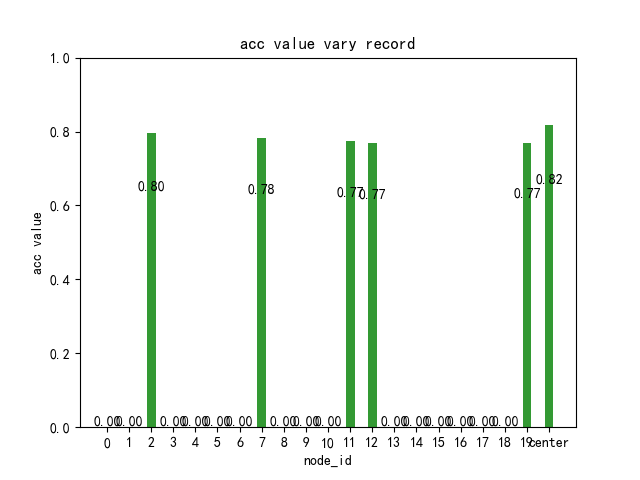 acc value vary record
1.0
0.8
0.6
0.4
0.2
0.0
acc value
0.00 0.00 0.80 0.00 0.00 0.00 0.00 0.78 0.00 0.00 0.00 0.77 0.77 0.00 0.00 0.00 0.00 0.00 0.00 0.77 0.82
0 1 2 3 4 5 6 7 8 9 10 11 12 13 14 15 16 17 18 19 center
node_id